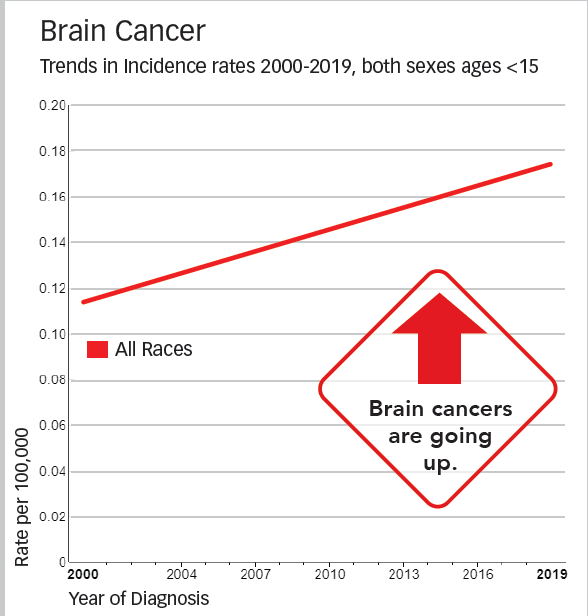 Brain Cancer
Trends in Incidence rates 2000-2019, both sexes ages <15
0.20
0.18
0.16
0.14
0.12
0.10
All Races
0.08
Brain cancers
are going
up.
0.06
0.04
0.02
0
Rate per 100,000
2000 2004 2007 2010 2013 2016 2019
Year of Diagnosis